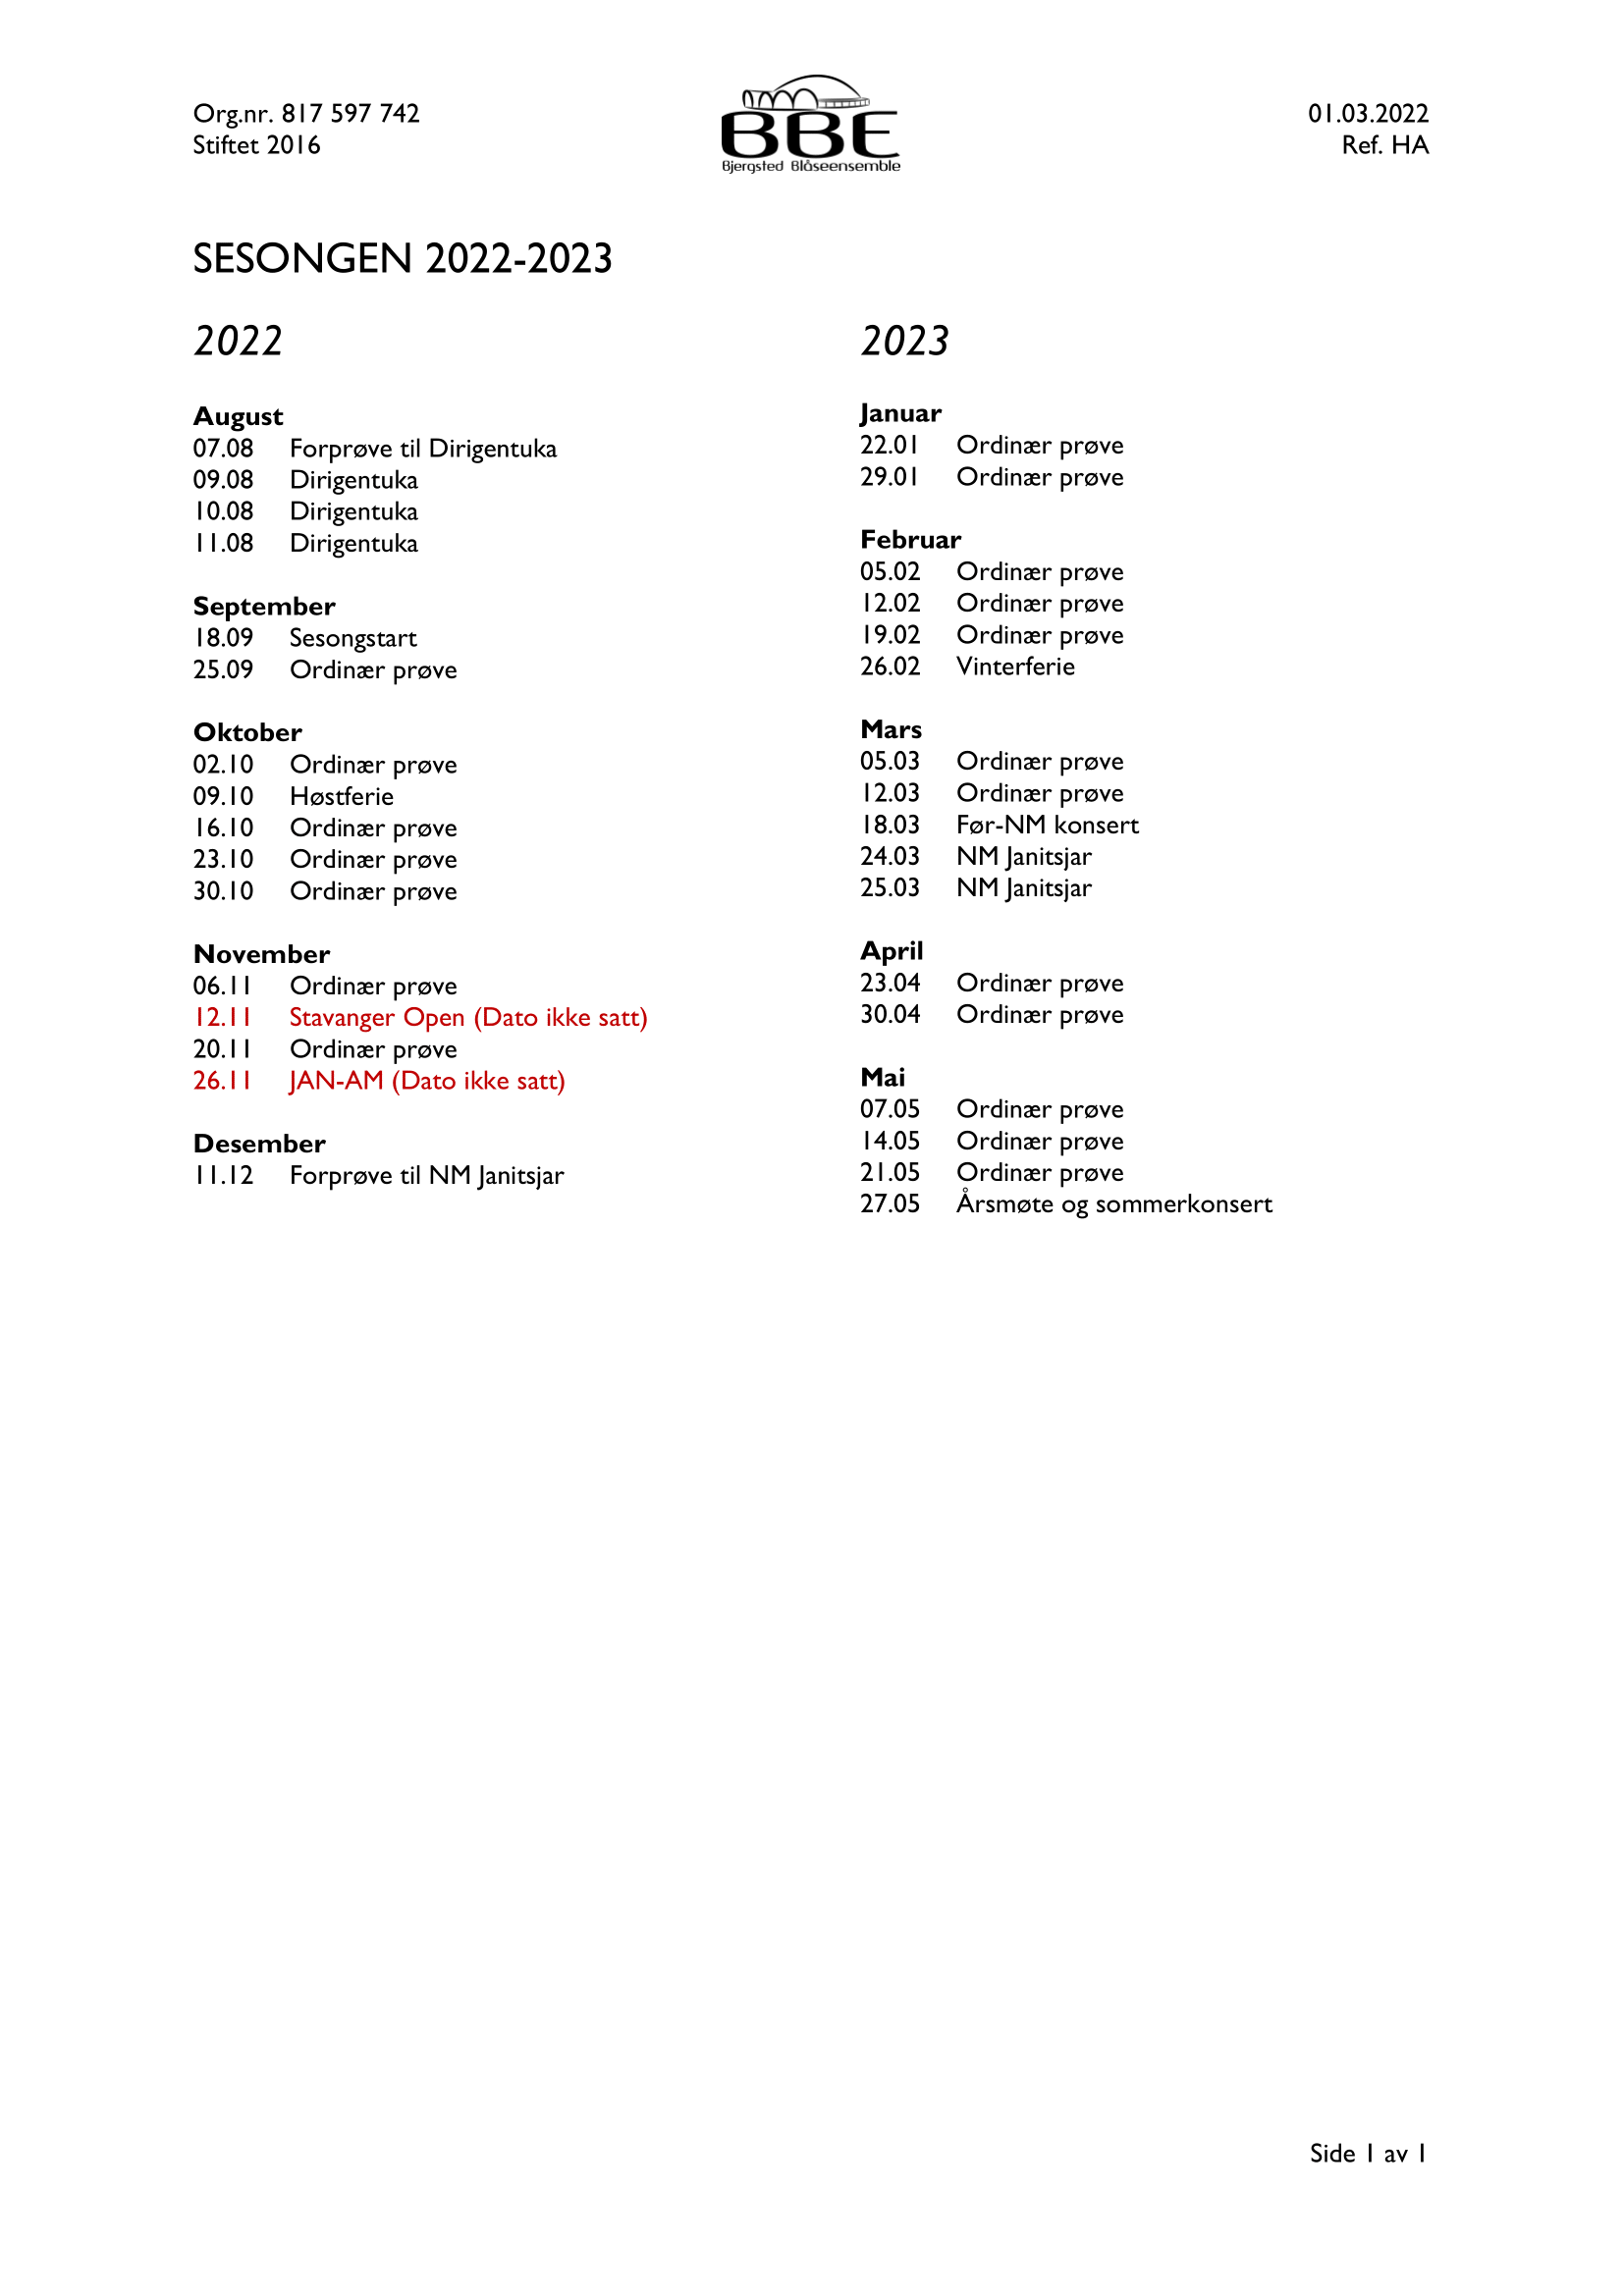 Org.nr. 817 597 742
Stiftet 2016
BBE
Bjergsted Blåseensemble
01.03.2022
Ref. HA
SESONGEN 2022-2023
2022
August
07.08 Forprøve til Dirigentuka
09.08 Dirigentuka
10.08 Dirigentuka
11.08 Dirigentuka
September
18.09 Sesongstart
25.09 Ordinær prøve
Oktober
02.10 Ordinær prøve
09.10 Høstferie
16.10 Ordinær prøve
23.10 Ordinær prøve
30.10 Ordinær prøve
November
06.11 Ordinær prøve
12.11 Stavanger Open (Dato ikke satt)
20.11 Ordinær prøve
26.11 JAN-AM (Dato ikke satt)
Desember
11.12 Forprøve til NM Janitsjar
2023
Januar
22.01 Ordinær prøve
29.01 Ordinær prøve
Februar
05.02 Ordinær prøve
12.02 Ordinær prøve
19.02 Ordinær prøve
26.02 Vinterferie
Mars
05.03 Ordinær prøve
12.03 Ordinær prøve
18.03 Før-NM konsert
24.03 NM Janitsjar
25.03 NM Janitsjar
April
23.04 Ordinær prøve
30.04 Ordinær prøve
Mai
07.05 Ordinær prøve
14.05 Ordinær prøve
21.05 Ordinær prøve
27.05 Årsmøte og sommerkonsert
Side 1 av 1